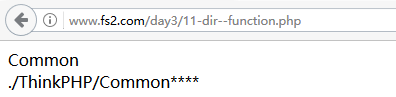 www.fs2.com/day3/11-dir--function.php
Common
./ThinkPHP/Common****